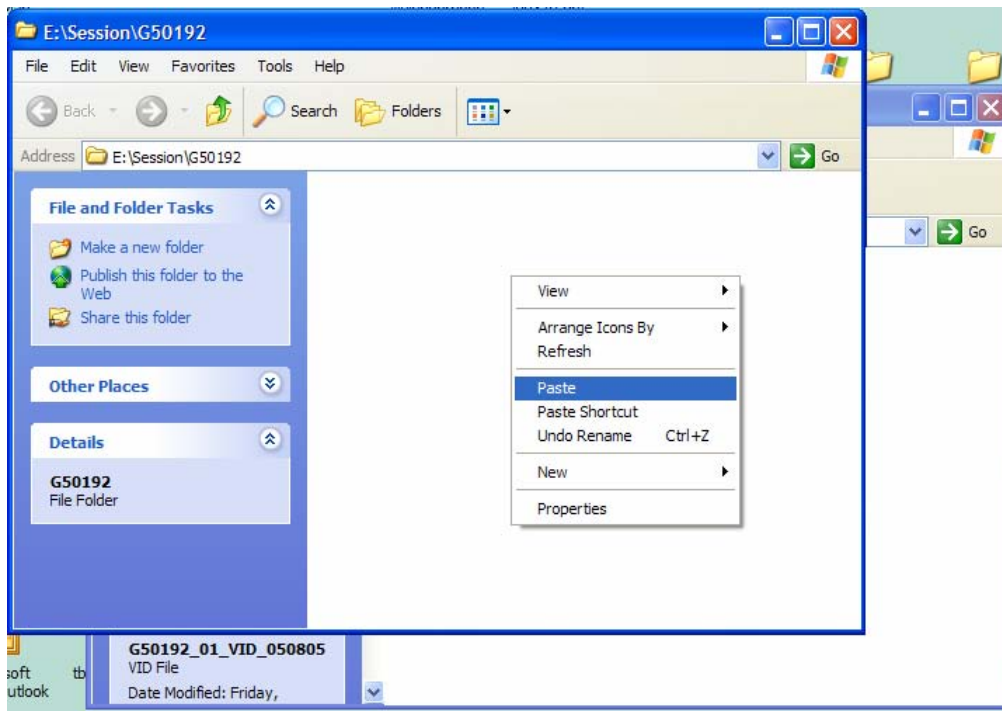 E:\Session\G50192
File Edit View Favorites Tools Help
Back Search Folders
Address E:\Session\G50192 Go
File and Folder Tasks
Make a new folder
Publish this folder to the
Web
Share this folder
Other Places
Details
G50192
File Folder
View
Arrange Icons By
Refresh
Paste
Paste Shortcut
Undo Rename Ctrl+Z
New
Properties
Go
G50192_01_VID_050805
VID File
Date Modified: Friday,
soft tb
utlook